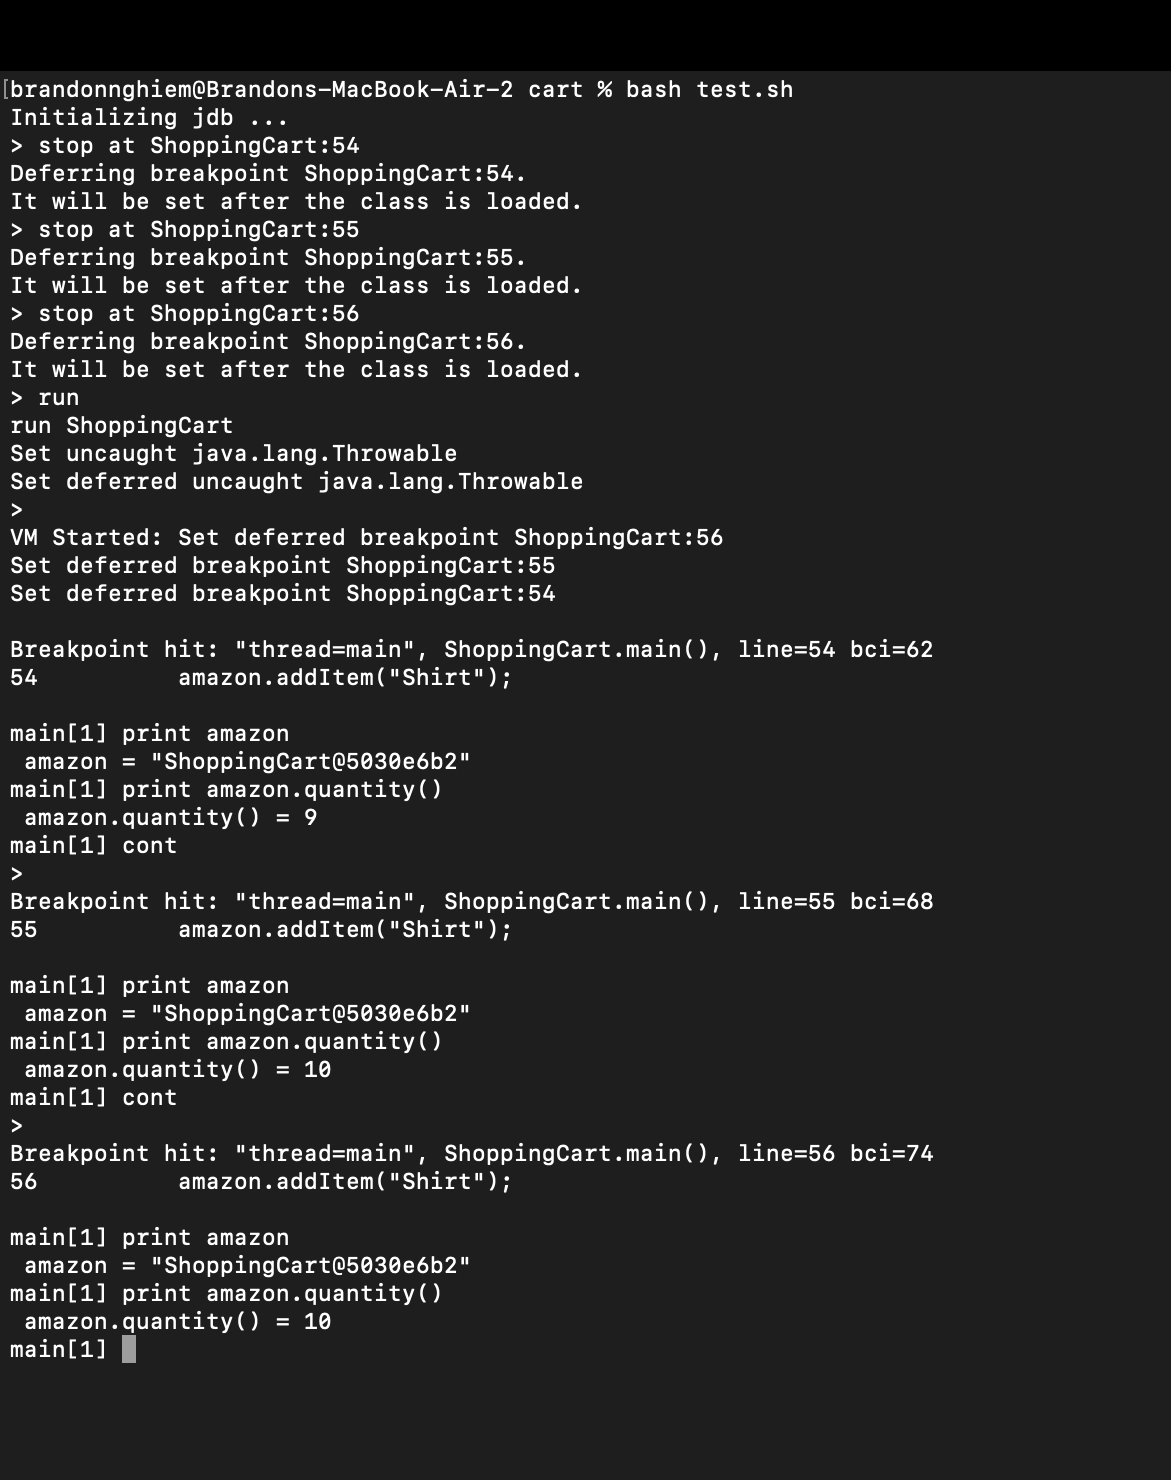 [brandonnghiem@Brandons-MacBook-Air-2 cart % bash test.sh
Initializing jdb ...
> stop at ShoppingCart:54
Deferring breakpoint ShoppingCart:54.
It will be set after the class is loaded.
> stop at ShoppingCart:55
Deferring breakpoint ShoppingCart:55.
It will be set after the class is loaded.
> stop at ShoppingCart:56
Deferring breakpoint ShoppingCart:56.
It will be set after the class is loaded.
> run
run ShoppingCart
Set uncaught java.lang.Throwable
Set deferred uncaught java.lang.Throwable
>
VM Started: Set deferred breakpoint ShoppingCart:56
Set deferred breakpoint ShoppingCart:55
Set deferred breakpoint ShoppingCart:54
Breakpoint hit: "thread=main", ShoppingCart.main(), line=54 bci=62
54          amazon.addItem("Shirt");
main[1] print amazon
 amazon = "ShoppingCart@5030e6b2"
main[1] print amazon.quantity()
 amazon.quantity() = 9
main[1] cont
>
Breakpoint hit: "thread=main", ShoppingCart.main(), line=55 bci=68
55          amazon.addItem("Shirt");
main[1] print amazon
 amazon = "ShoppingCart@5030e6b2"
main[1] print amazon.quantity()
 amazon.quantity() = 10
main[1] cont
>
Breakpoint hit: "thread=main", ShoppingCart.main(), line=56 bci=74
56          amazon.addItem("Shirt");
main[1] print amazon
 amazon = "ShoppingCart@5030e6b2"
main[1] print amazon.quantity()
 amazon.quantity() = 10
main[1]